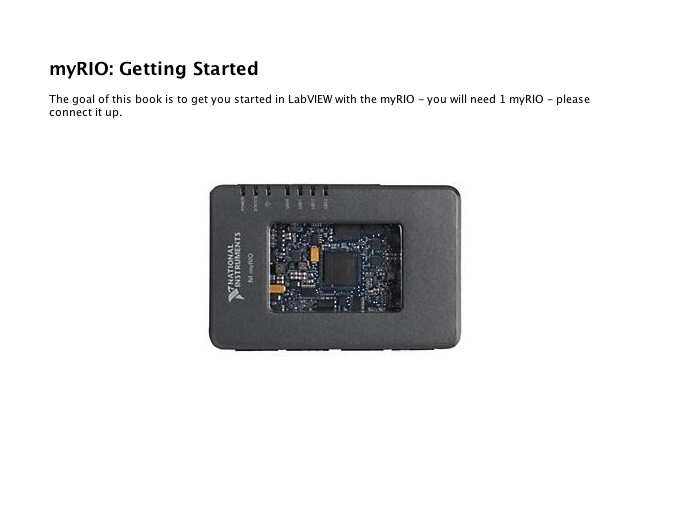 myRIO: Getting Started
The goal of this book is to get you started in LabVIEW with the myRIO – you will need 1 myRIO – please
connect it up.
NATIONAL
INSTRUMENTS
NI myRIO